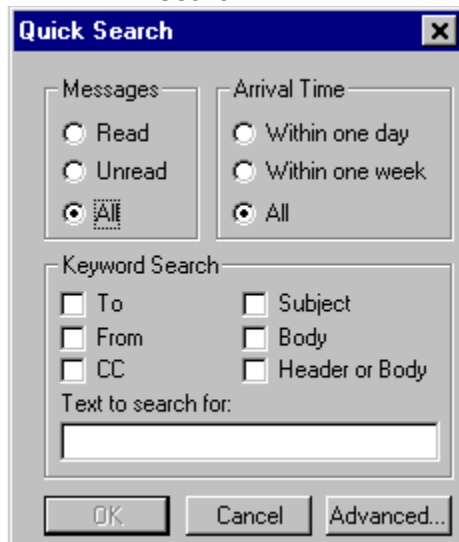 Quick Search
Messages
Read
Unread
All
Arrival Time
Within one day
Within one week
All
Keyword Search
To
From
CC
Subject
Body
Header or Body
Text to search for:
OK
Cancel
Advanced...